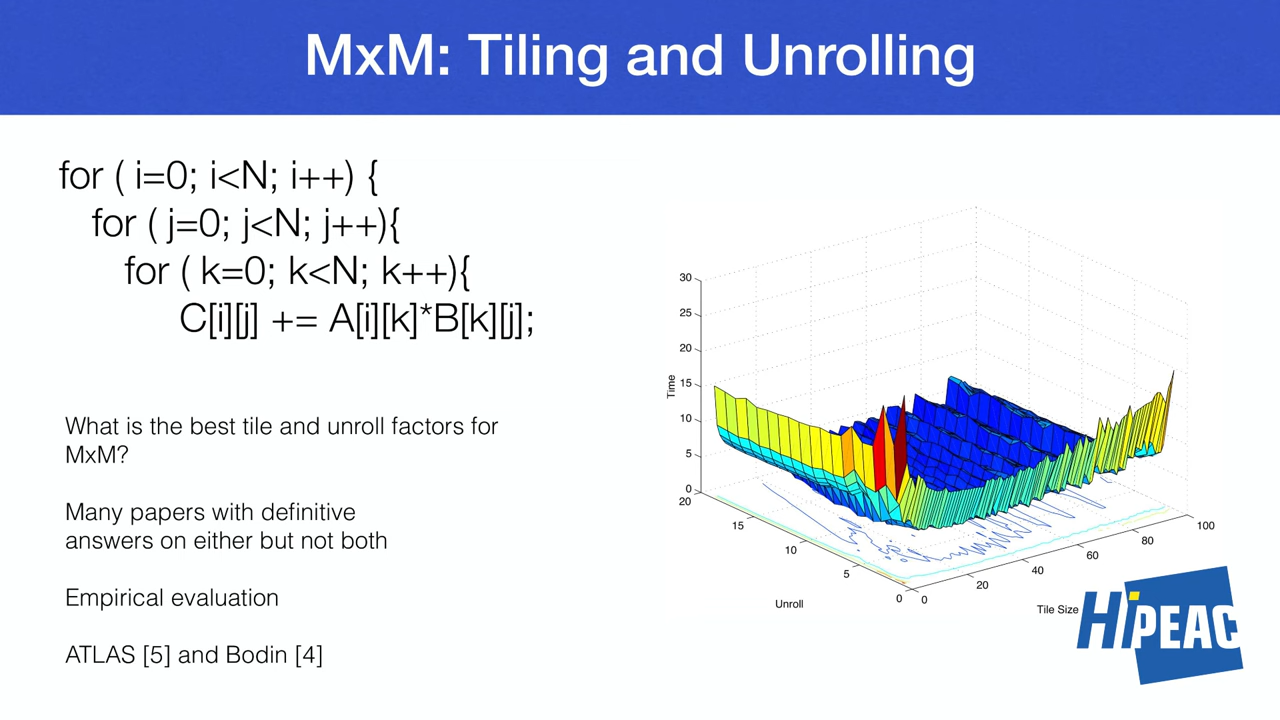 MxM: Tiling and Unrolling
for ( i=0; i<N; i++) {
for ( j=0; j<N; j++){
for ( k=0; k<N; k++){
C[i][j] += A[i][k]*B[k][j];
What is the best tile and unroll factors for
MxM?
Many papers with definitive
answers on either but not both
Empirical evaluation
ATLAS [5] and Bodin [4]
30
25
20
15
10
5
0
Time
20
15
10
5
0
Unroll
0
20
40
60
80
100
Tile Size
HiPEAC